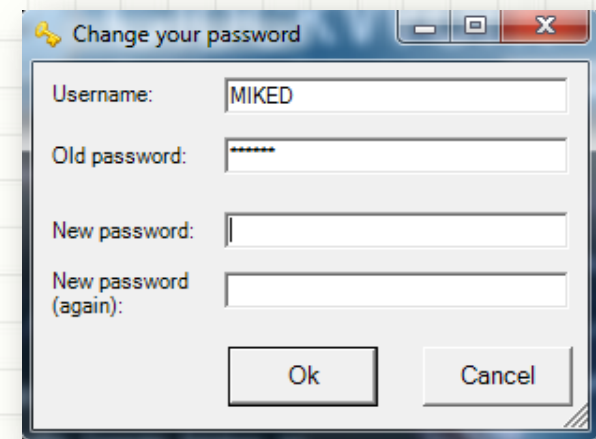 Change your password
Username:
MIKED
Old password:
******
New password:
New password
(again):
Ok
Cancel